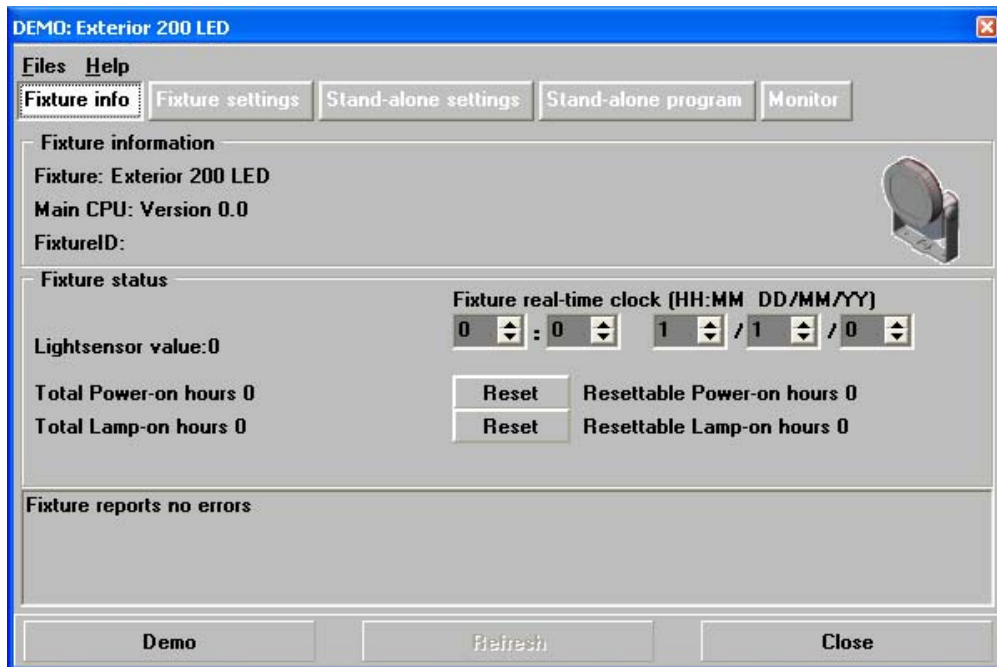 DEMO: Exterior 200 LED
Files Help
Fixture info Fixture settings Stand-alone settings Stand-alone program Monitor
Fixture information
Fixture: Exterior 200 LED
Main CPU: Version 0.0
FixtureID:
Fixture status
Fixture real-time clock (HH:MM DD/MM/YY)
0 : 0 1 / 1 / 0
Lightsensor value:0
Total Power-on hours 0 Reset Resettable Power-on hours 0
Total Lamp-on hours 0 Reset Resettable Lamp-on hours 0
Fixture reports no errors
Demo Refresh Close